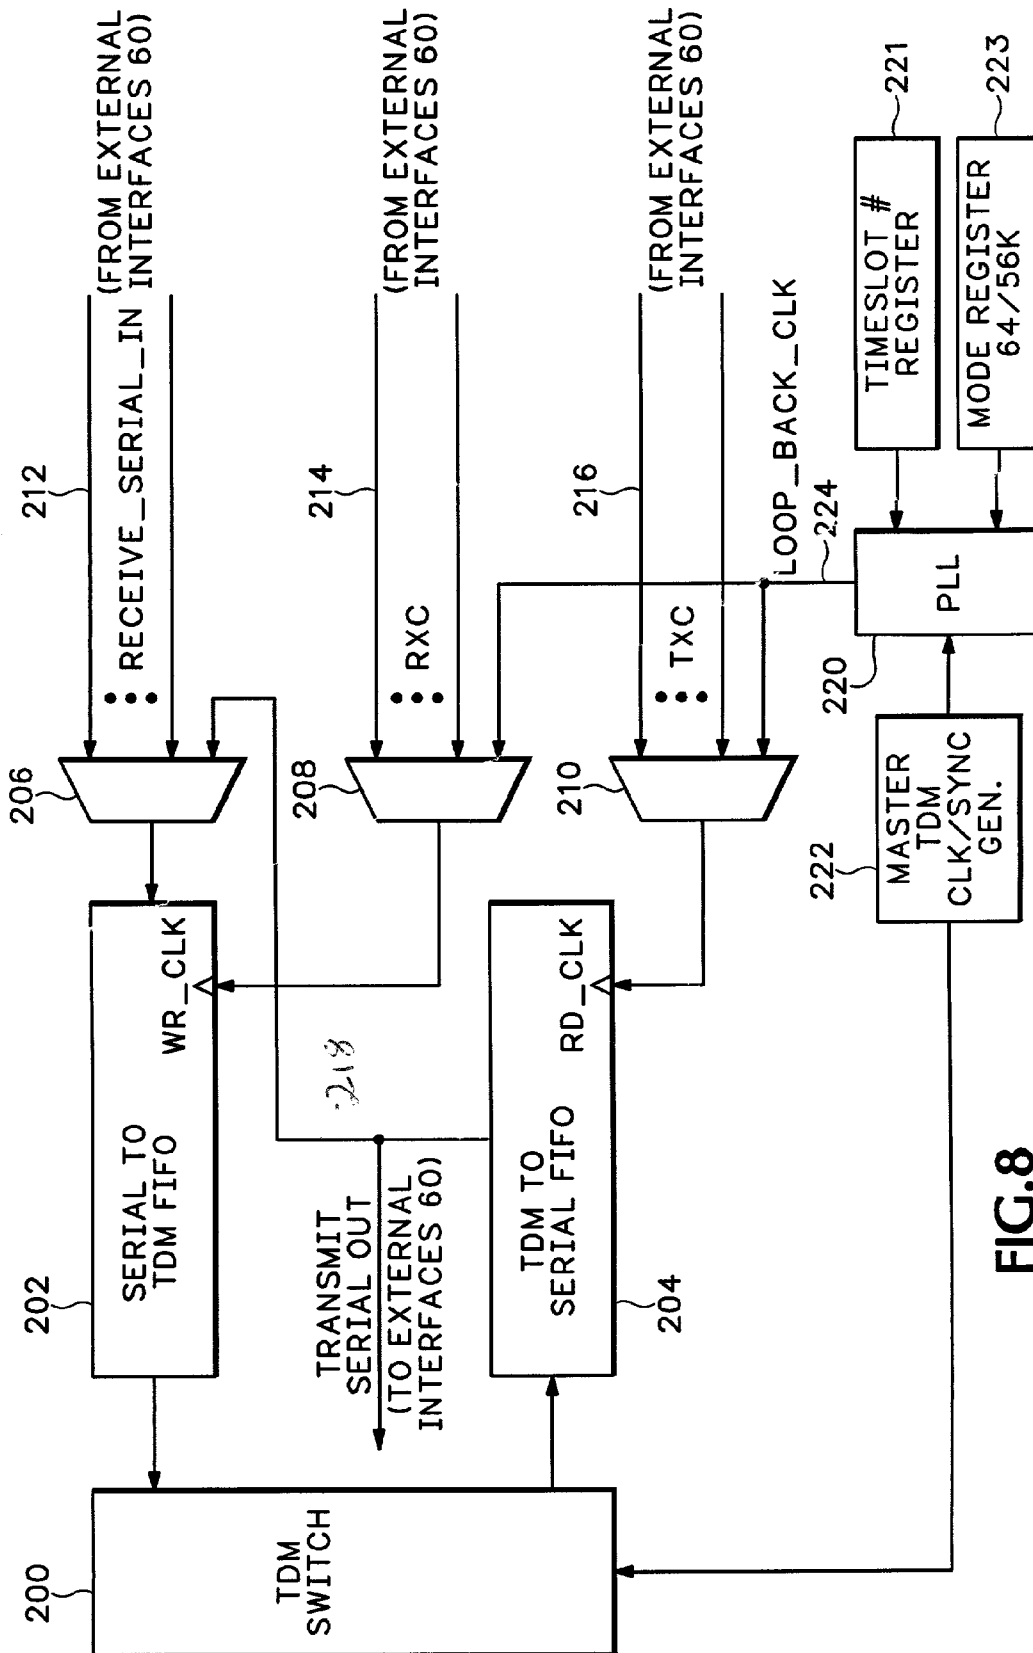 212
RECEIVE_SERIAL_IN
(FROM EXTERNAL
INTERFACES 60)
206
202
SERIAL TO
TDM FIFO
WR_CLK
200
TDM
SWITCH
214
RXC
(FROM EXTERNAL
INTERFACES 60)
208
218
TRANSMIT
SERIAL OUT
(TO EXTERNAL
INTERFACES 60)
216
TXC
(FROM EXTERNAL
INTERFACES 60)
210
TDM TO
SERIAL FIFO
RD_CLK
204
LOOP_BACK_CLK
224
222
MASTER
TDM
CLK/SYNC
GEN.
220
PLL
TIMESLOT #
REGISTER
221
MODE REGISTER
64/56K
223
FIG.8